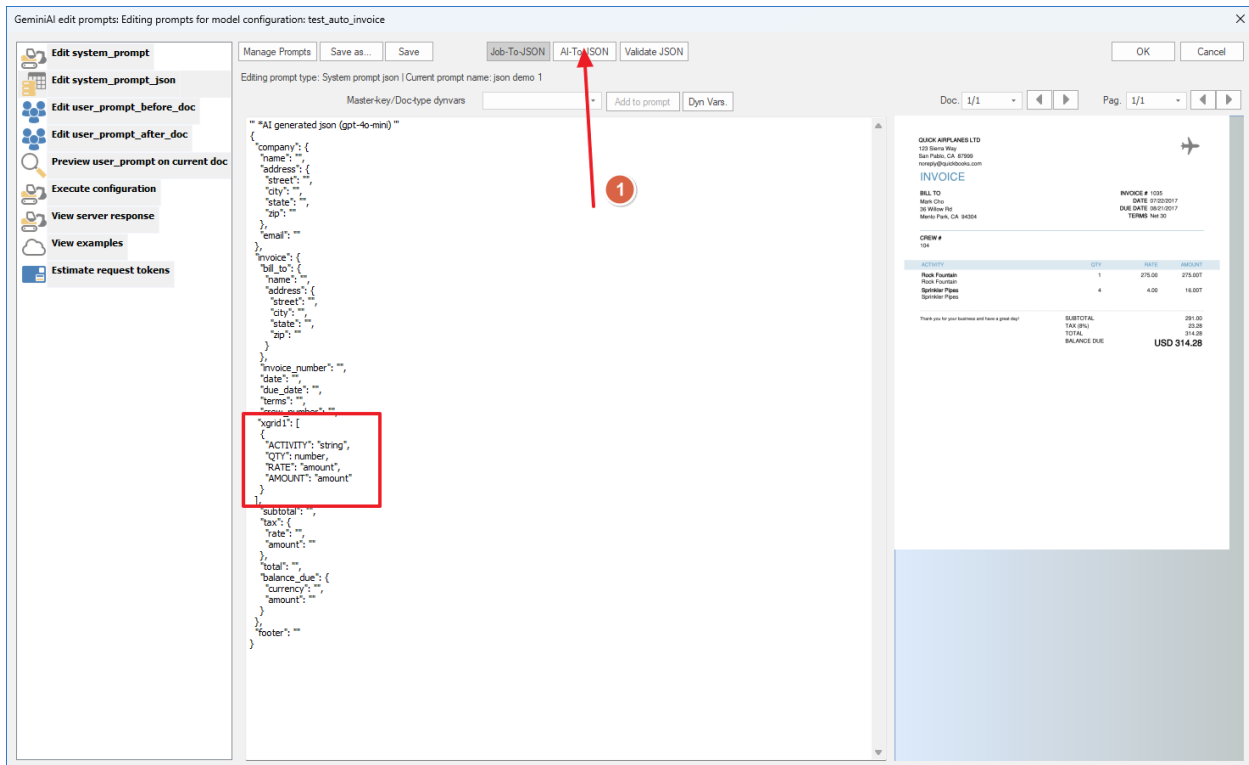 GeminiAI edit prompts: Editing prompts for model configuration: test_auto_invoice
Edit system_prompt
Edit system_prompt_json
Edit user_prompt_before_doc
Edit user_prompt_after_doc
Preview user_prompt on current doc
Execute configuration
View server response
View examples
Estimate request tokens
Manage Prompts Save as... Save Job-To-JSON AI-To-JSON Validate JSON OK Cancel
Editing prompt type: System prompt json | Current prompt name: json demo 1
Master-key/Doc-type dynvars Add to prompt Dyn Vars. Doc. 1/1 Pag. 1/1
''' *AI generated json (gpt-4o-mini) '''
{
"company": {
"name": "",
"address": {
"street": "",
"city": "",
"state": "",
"zip": ""
},
"email": ""
},
"invoice": {
"bill_to": {
"name": "",
"address": {
"street": "",
"city": "",
"state": "",
"zip": ""
}
},
"invoice_number": "",
"date": "",
"due_date": "",
"terms": "",
"crew_number": "",
"xgrid1": [
{
"ACTIVITY": "string",
"QTY": number,
"RATE": "amount",
"AMOUNT": "amount"
}
],
"subtotal": "",
"tax": {
"rate": "",
"amount": ""
},
"total": "",
"balance_due": {
"currency": "",
"amount": ""
}
},
"footer": ""
}
1
QUICK AIRPLANES LTD
123 Sierra Way
San Pablo, CA 87999
noreply@quickbooks.com
INVOICE
BILL TO
Mark Cho
36 Willow Rd
Menlo Park, CA 94304
INVOICE # 1035
DATE 07/22/2017
DUE DATE 08/21/2017
TERMS Net 30
CREW #
104
ACTIVITY QTY RATE AMOUNT
Rock Fountain 1 275.00 275.00T
Rock Fountain
Sprinkler Pipes 4 4.00 16.00T
Sprinkler Pipes
Thank you for your business and have a great day!
SUBTOTAL 291.00
TAX (8%) 23.28
TOTAL 314.28
BALANCE DUE USD 314.28